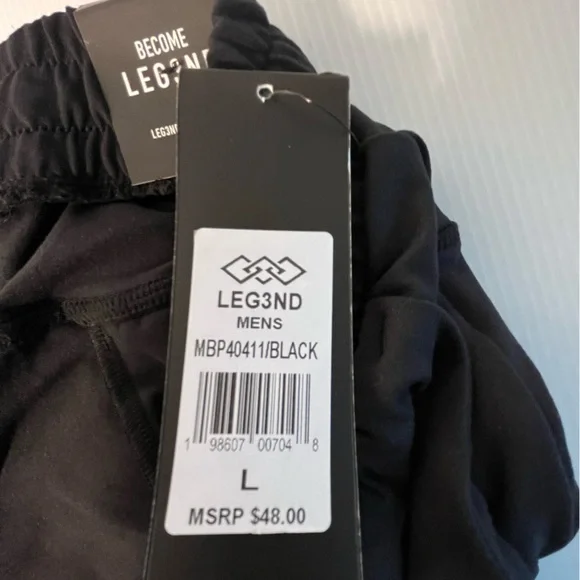 BECOME
LEG3ND
LEG3ND
LEG3ND
MENS
MBP40411/BLACK
1 98607 00704 8
L
MSRP $48.00